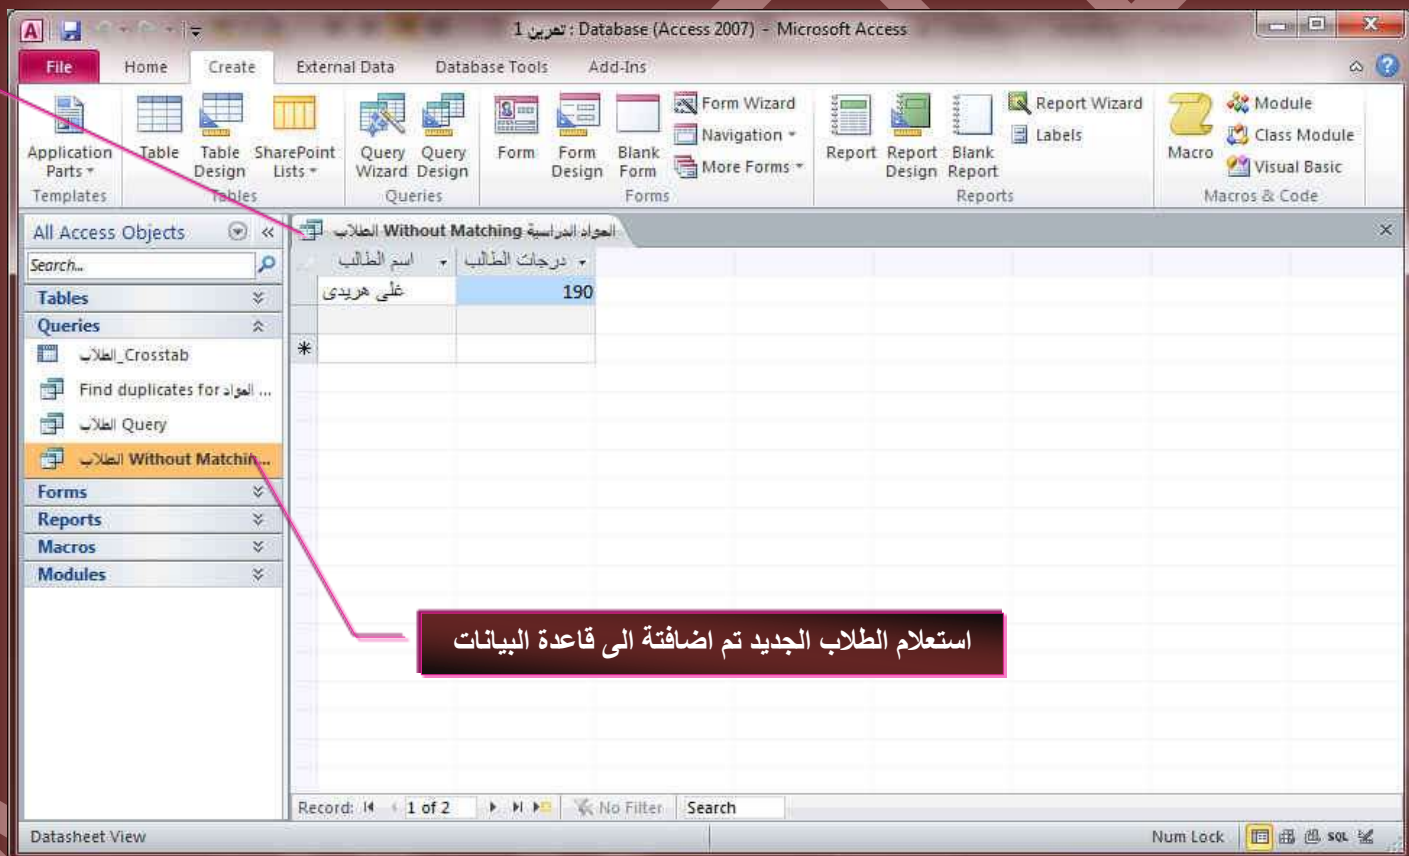 تمرين 1 : Database (Access 2007) - Microsoft Access
File Home Create External Data Database Tools Add-Ins
Application Parts
Table
Table Design
SharePoint Lists
Query Wizard
Query Design
Form
Form Design
Blank Form
Form Wizard
Navigation
More Forms
Report
Report Design
Blank Report
Report Wizard
Labels
Macro
Module
Class Module
Visual Basic
Templates Tables Queries Forms Reports Macros & Code
All Access Objects
Search...
Tables
Queries
الطلاب_Crosstab
Find duplicates for المواد ...
الطلاب Query
الطلاب Without Matchin...
Forms
Reports
Macros
Modules
الطلاب Without Matching المواد الدراسية
اسم الطالب درجات الطالب
على هريدى 190
استعلام الطلاب الجديد تم اضافتة الى قاعدة البيانات
Record: 1 of 2 No Filter Search
Datasheet View Num Lock SQL